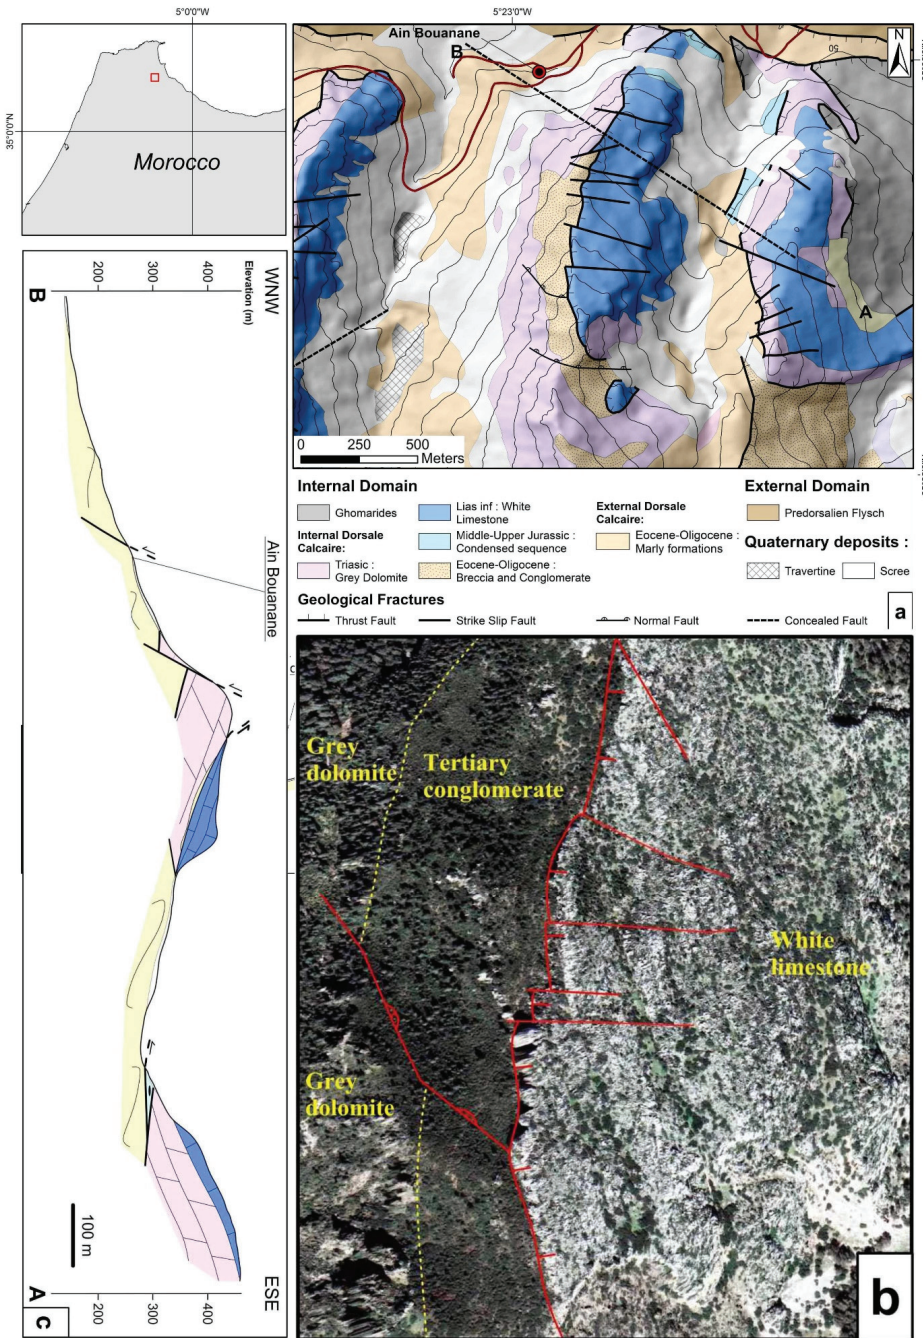 5°0'0"W
35°0'0"N
Morocco
5°23'0"W
Ain Bouanane
B
N
50
A
0 250 500
Meters
Internal Domain
Ghomarides
Internal Dorsale
Calcaire:
Triasic :
Grey Dolomite
Lias inf : White
Limestone
Middle-Upper Jurassic :
Condensed sequence
Eocene-Oligocene :
Breccia and Conglomerate
External Dorsale
Calcaire:
Eocene-Oligocene :
Marly formations
External Domain
Predorsalien Flysch
Quaternary deposits :
Travertine
Scree
Geological Fractures
Thrust Fault
Strike Slip Fault
Normal Fault
Concealed Fault
a
WNW
Elevation (m)
400
300
200
B
Ain Bouanane
100 m
ESE
400
300
200
A
c
Grey
dolomite
Tertiary
conglomerate
White
limestone
Grey
dolomite
b